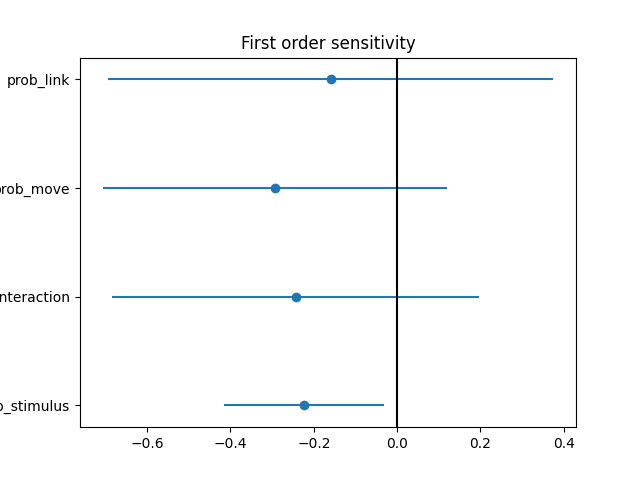 First order sensitivity
prob_link
prob_move
nteraction
o_stimulus
−0.6 −0.4 −0.2 0.0 0.2 0.4